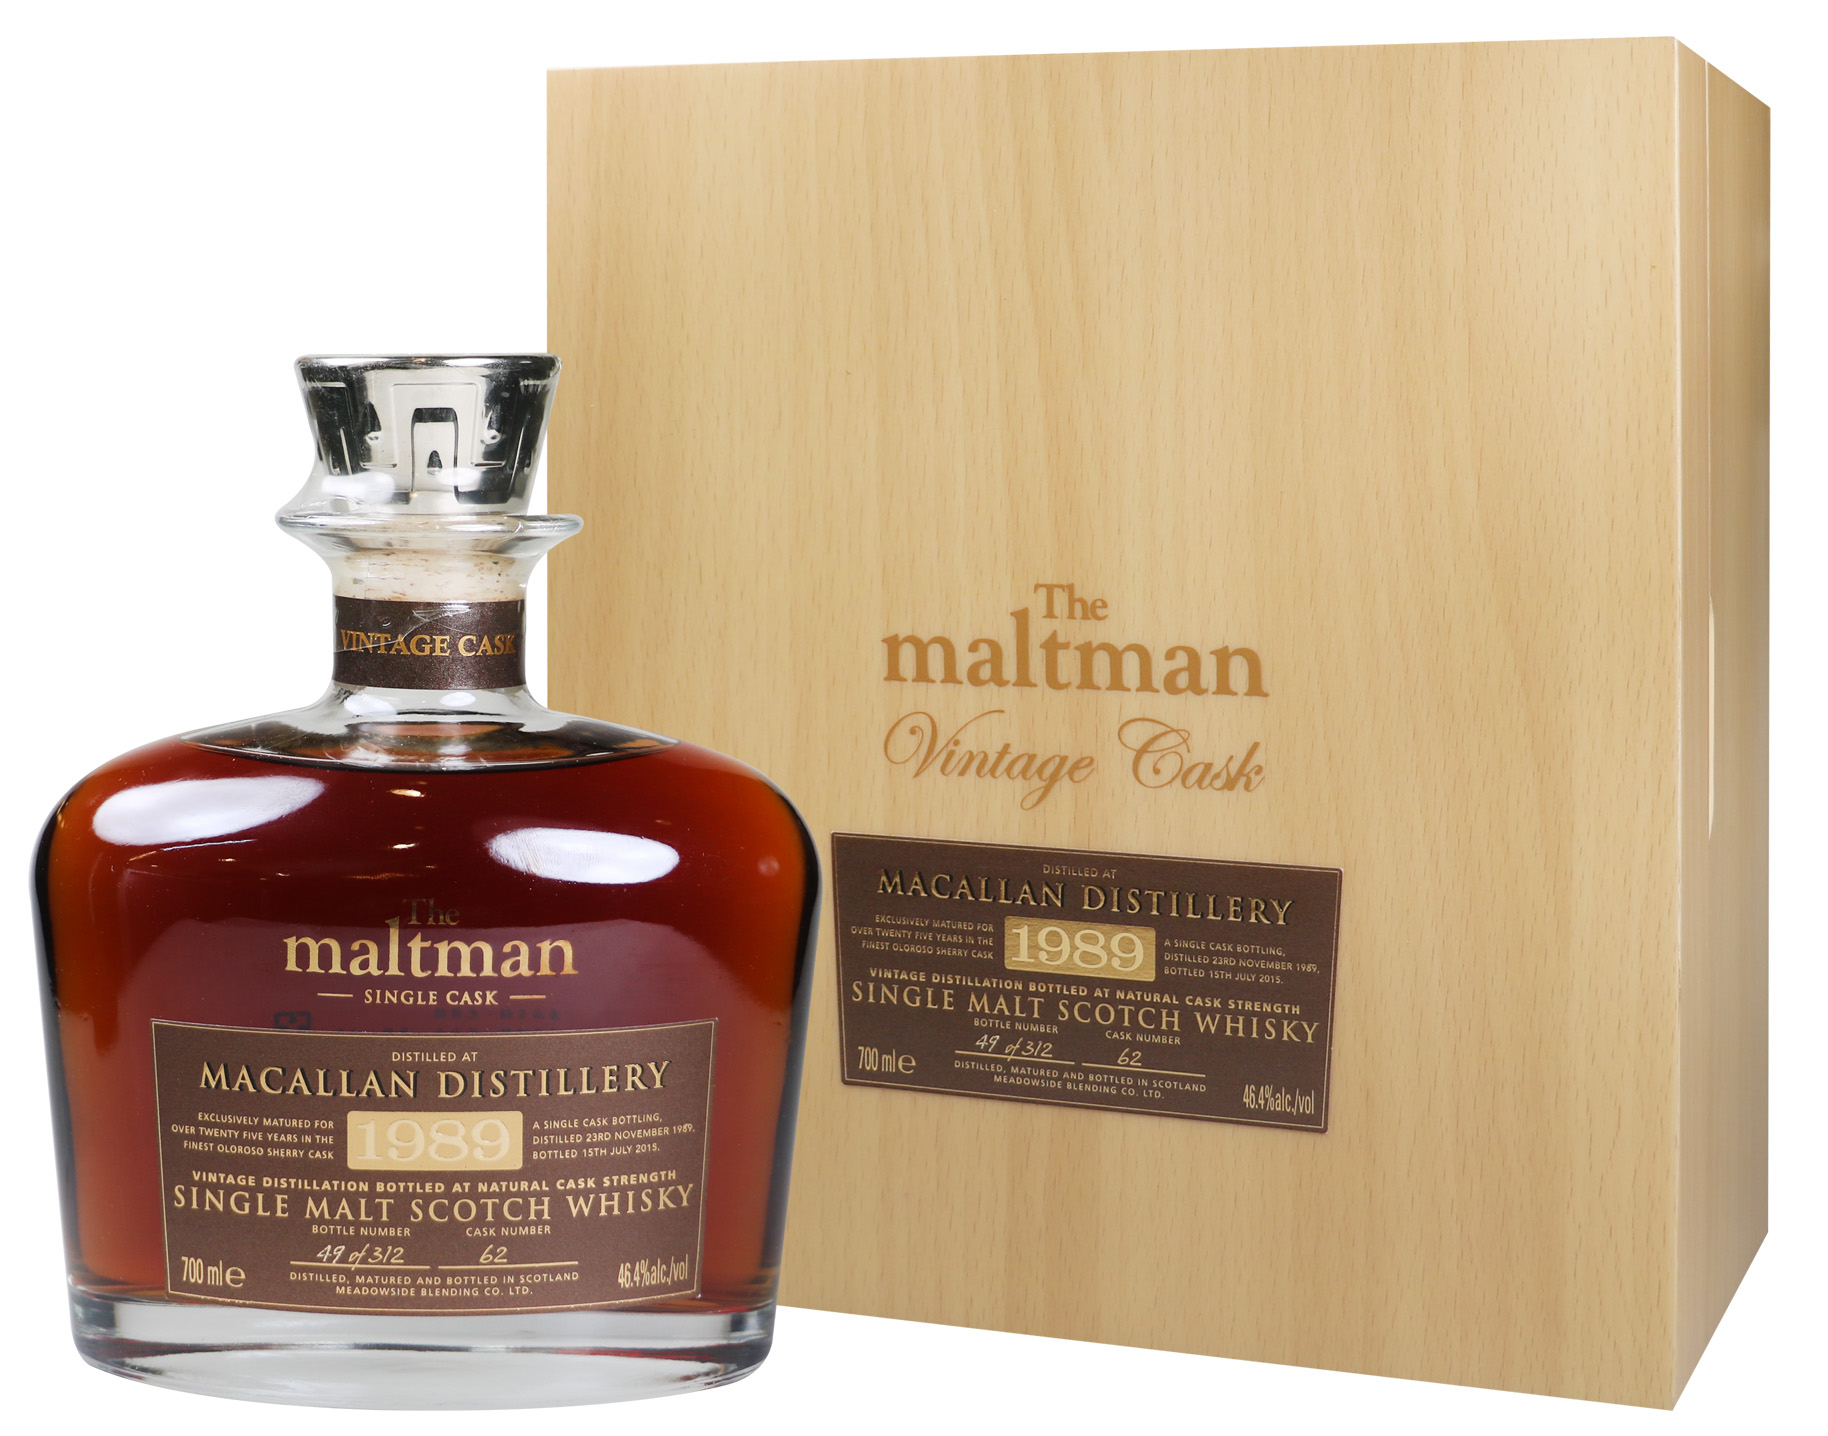 VINTAGE CASK
The
maltman
SINGLE CASK
DISTILLED AT
MACALLAN DISTILLERY
EXCLUSIVELY MATURED FOR
OVER TWENTY FIVE YEARS IN THE
FINEST OLOROSO SHERRY CASK
1989
A SINGLE CASK BOTTLING,
DISTILLED 23RD NOVEMBER 1989.
BOTTLED 15TH JULY 2015.
VINTAGE DISTILLATION BOTTLED AT NATURAL CASK STRENGTH
SINGLE MALT SCOTCH WHISKY
BOTTLE NUMBER CASK NUMBER
49 of 312 62
700 ml e
DISTILLED, MATURED AND BOTTLED IN SCOTLAND
MEADOWSIDE BLENDING CO. LTD.
46.4%alc./vol
The
maltman
Vintage Cask
DISTILLED AT
MACALLAN DISTILLERY
EXCLUSIVELY MATURED FOR
OVER TWENTY FIVE YEARS IN THE
FINEST OLOROSO SHERRY CASK
1989
A SINGLE CASK BOTTLING,
DISTILLED 23RD NOVEMBER 1989.
BOTTLED 15TH JULY 2015.
VINTAGE DISTILLATION BOTTLED AT NATURAL CASK STRENGTH
SINGLE MALT SCOTCH WHISKY
BOTTLE NUMBER CASK NUMBER
49 of 312 62
700 ml e
DISTILLED, MATURED AND BOTTLED IN SCOTLAND
MEADOWSIDE BLENDING CO. LTD.
46.4%alc./vol